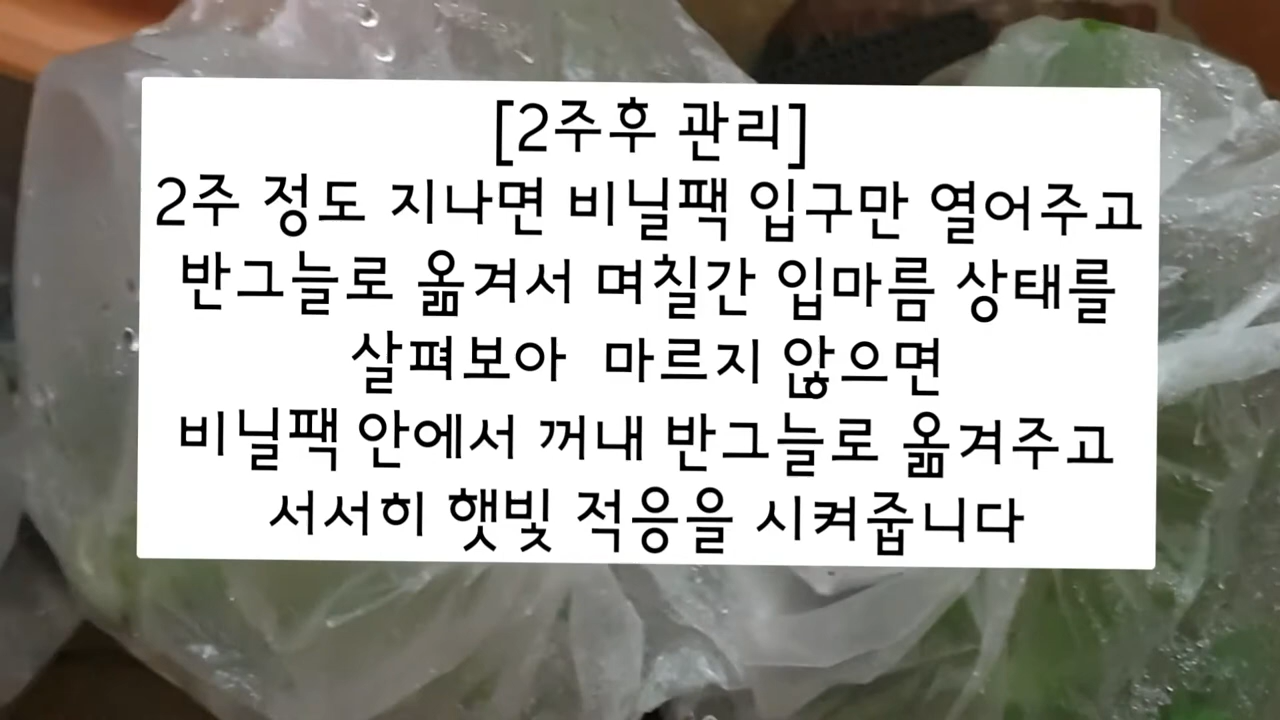 [2주후 관리]
2주 정도 지나면 비닐팩 입구만 열어주고
반그늘로 옮겨서 며칠간 입마름 상태를
살펴보아 마르지 않으면
비닐팩 안에서 꺼내 반그늘로 옮겨주고
서서히 햇빛 적응을 시켜줍니다